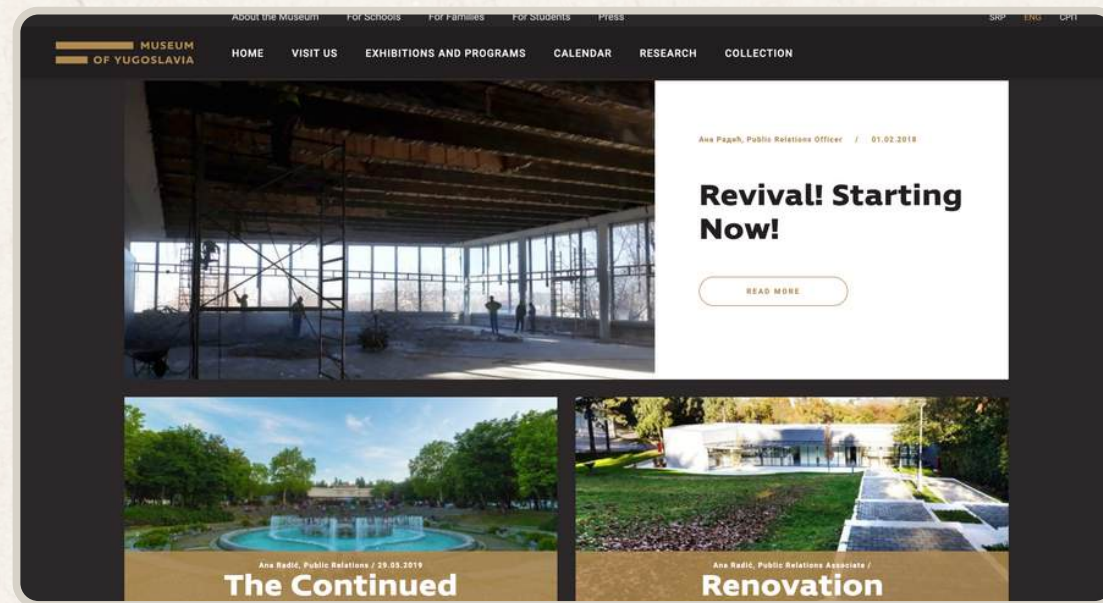 About the Museum For Schools For Families For Students Press SRP ENG СРП
MUSEUM
OF YUGOSLAVIA
HOME VISIT US EXHIBITIONS AND PROGRAMS CALENDAR RESEARCH COLLECTION
Ана Радић, Public Relations Officer / 01.02.2018
Revival! Starting
Now!
READ MORE
Ana Radić, Public Relations / 29.05.2019
The Continued
Ana Radić, Public Relations Associate /
Renovation